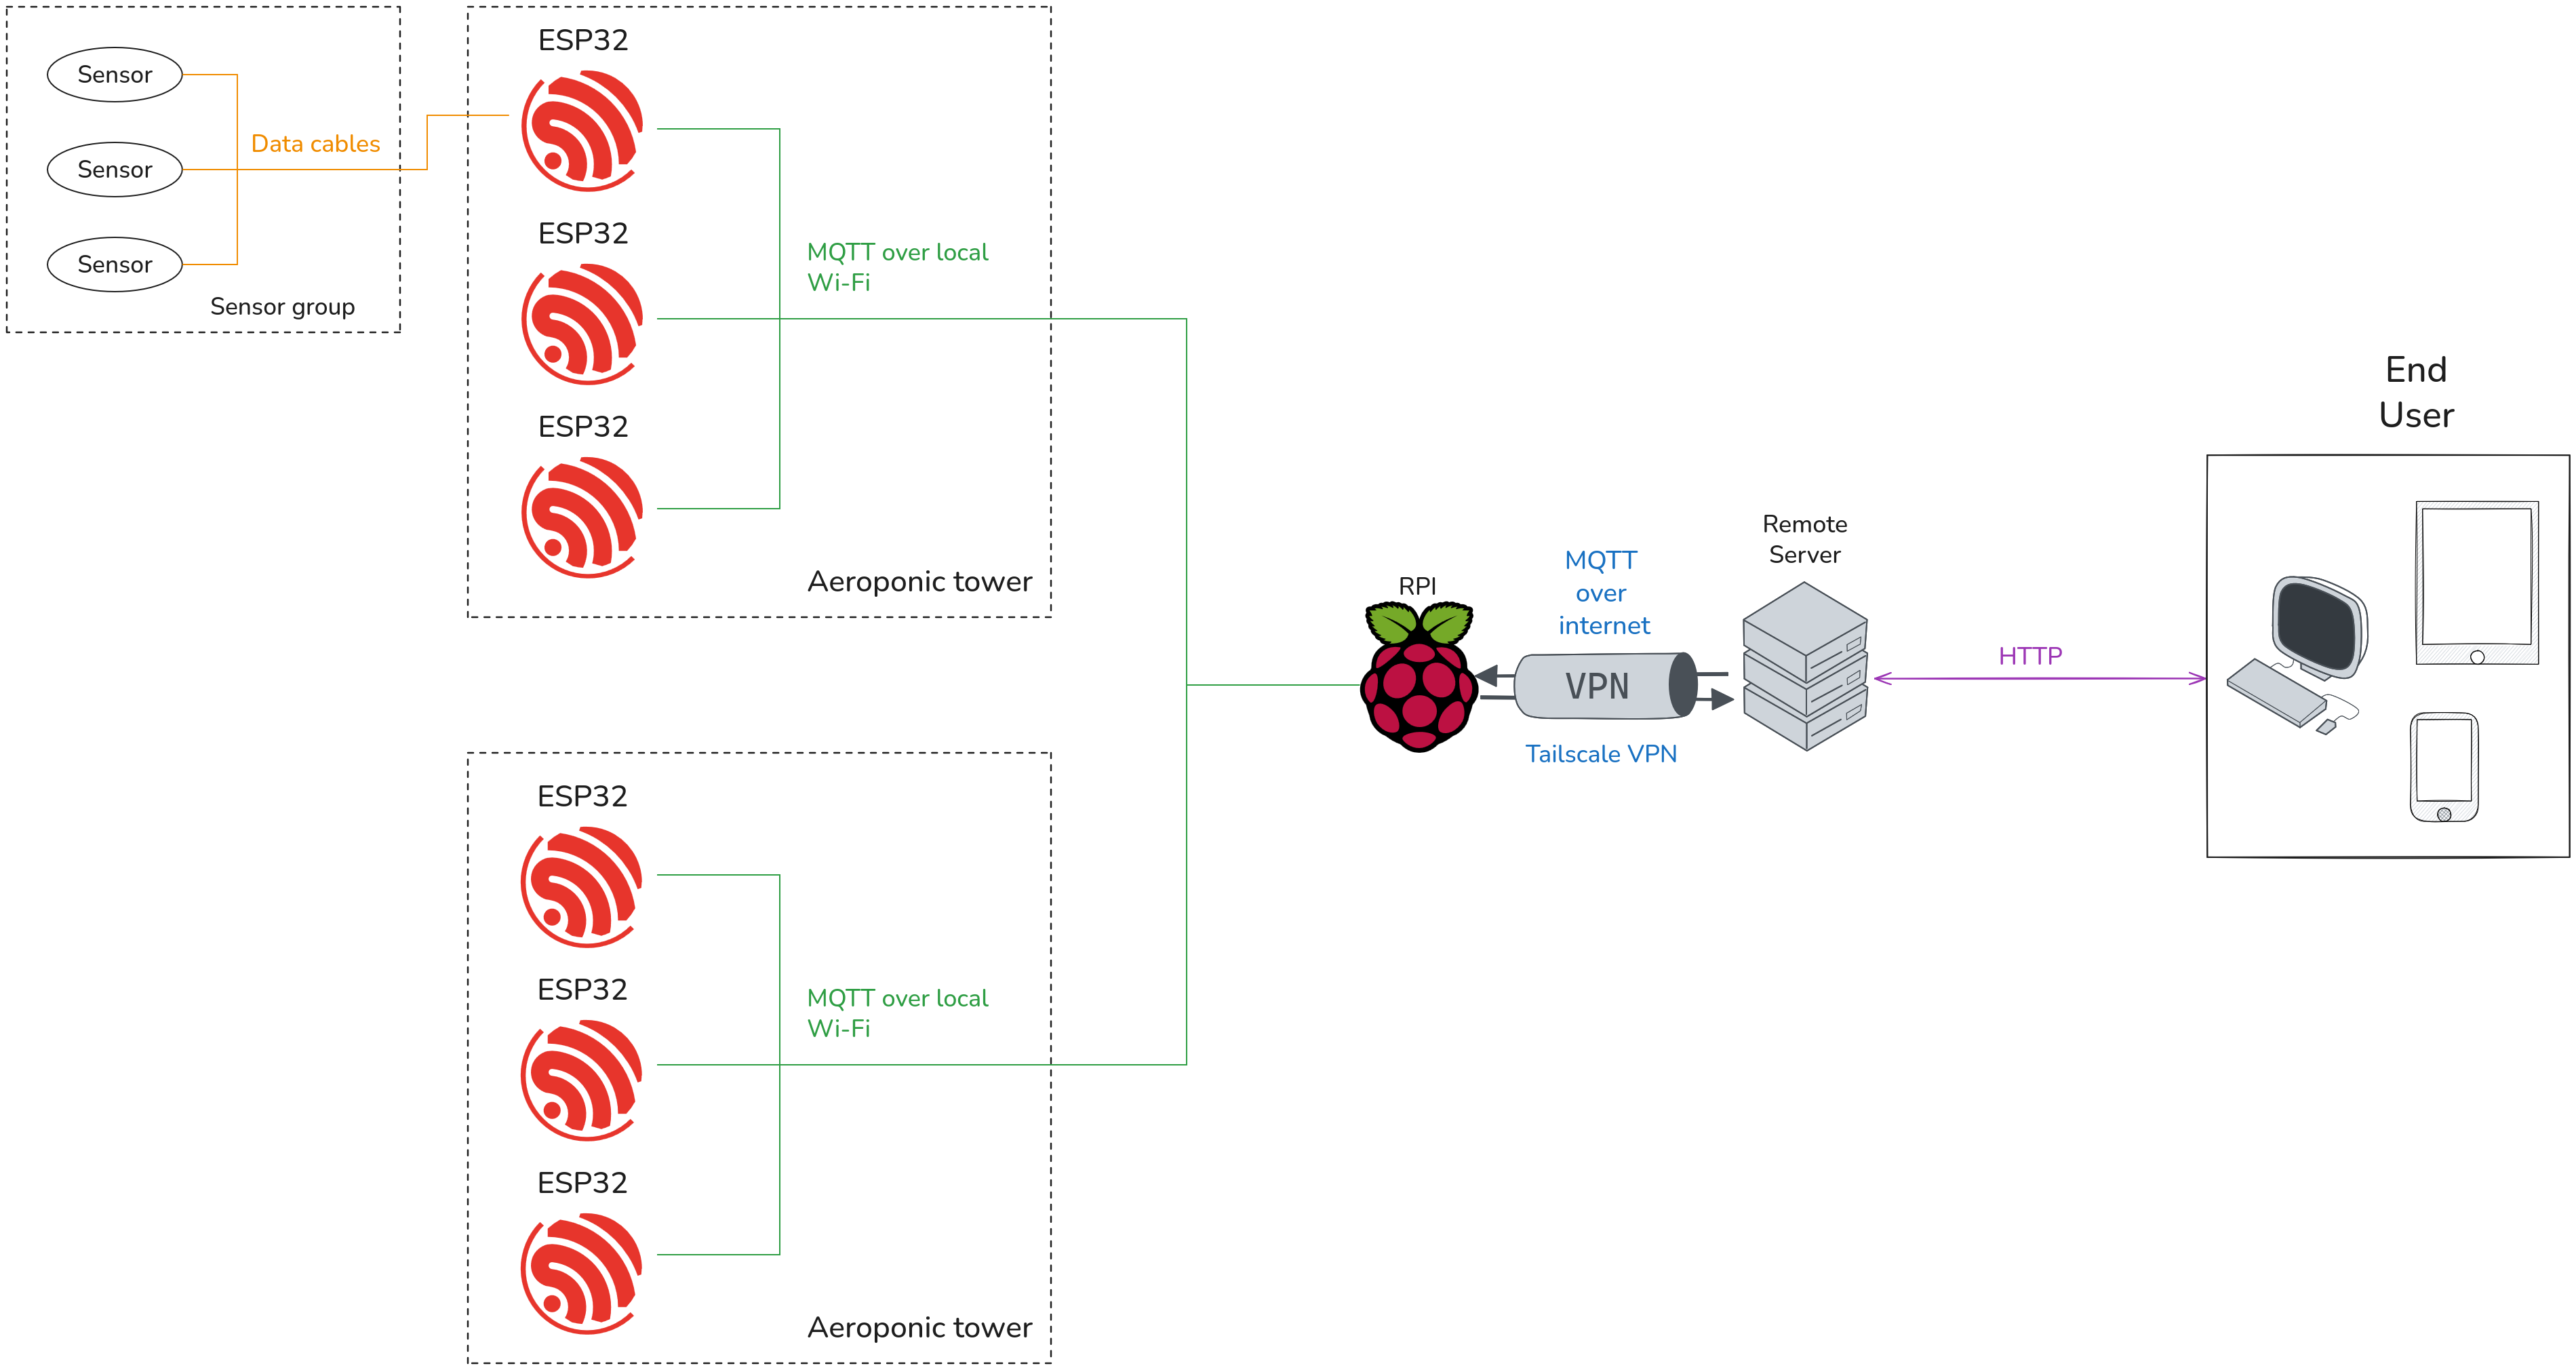 Sensor
Sensor
Sensor
Data cables
Sensor group
ESP32
ESP32
ESP32
MQTT over local
Wi-Fi
Aeroponic tower
ESP32
ESP32
ESP32
MQTT over local
Wi-Fi
Aeroponic tower
RPI
MQTT
over
internet
VPN
Tailscale VPN
Remote
Server
HTTP
End
User